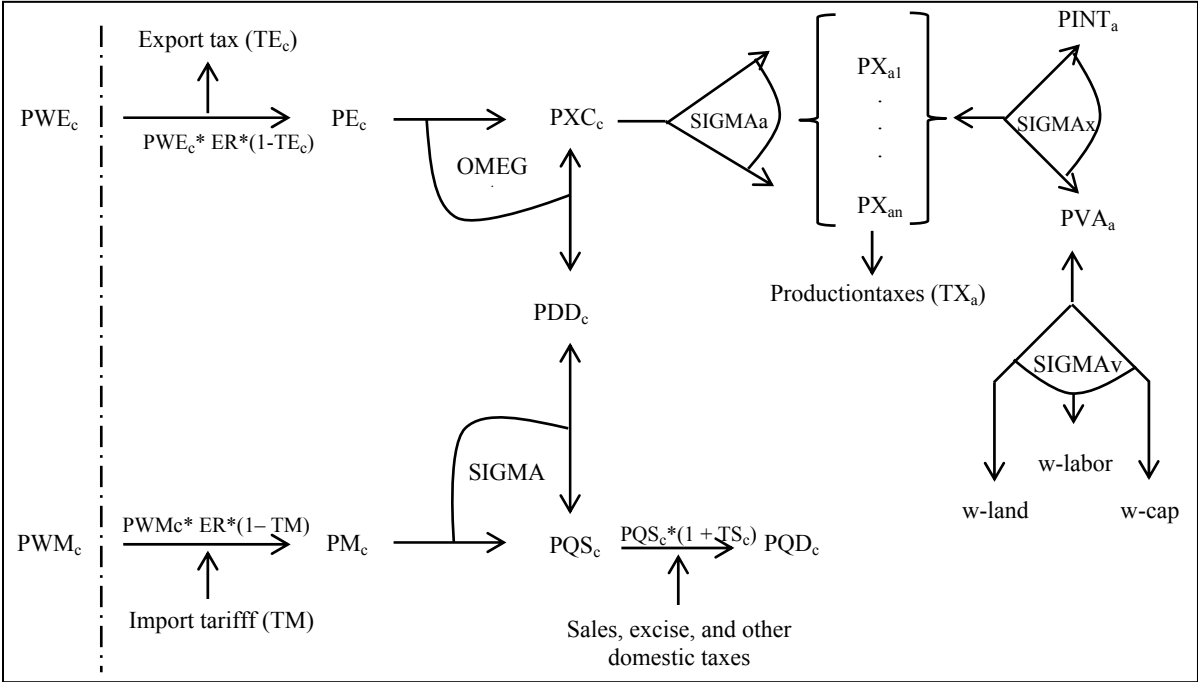 Export tax (TEc)
PINTa
PWEc
PWEc* ER*(1-TEc)
PEc
PXCc
OMEG
SIGMAa
PXa1
.
.
.
.
PXan
SIGMAx
PVAa
Productiontaxes (TXa)
PDDc
SIGMAv
w-labor
w-land
w-cap
SIGMA
PWMc
PWMc* ER*(1– TM)
PMc
PQSc
PQSc*(1 + TSc)
PQDc
Import tarifff (TM)
Sales, excise, and other
domestic taxes